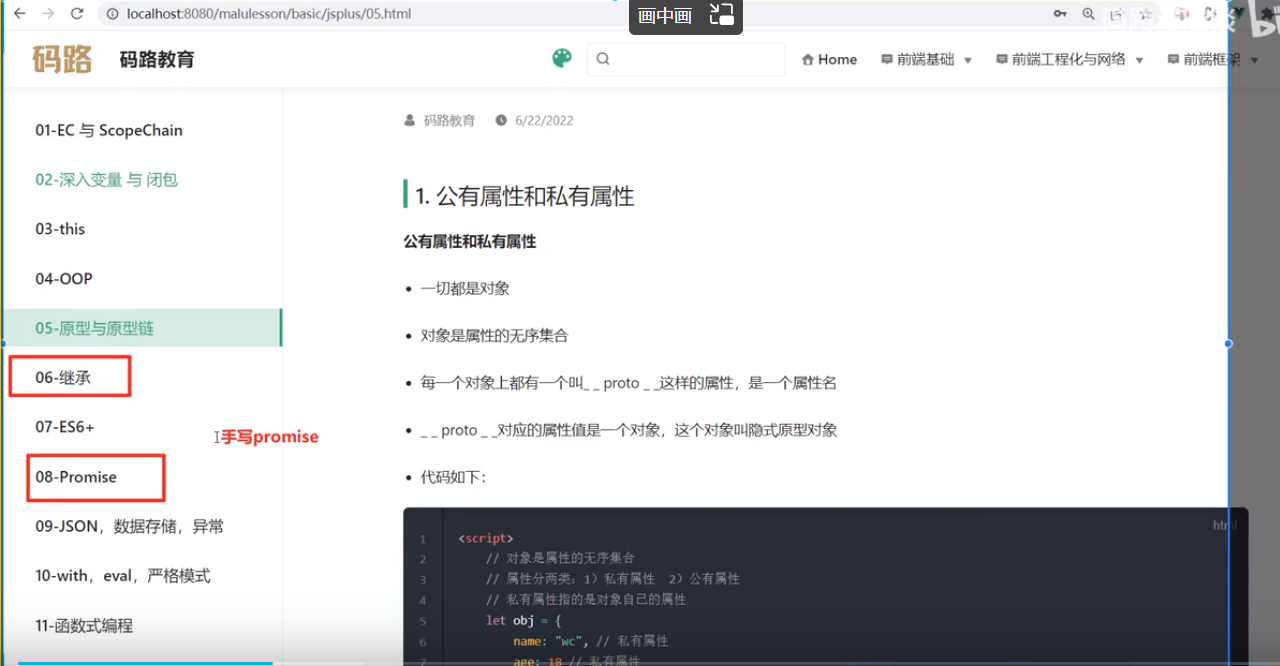 画中画
localhost:8080/malulesson/basic/jsplus/05.html
码路 码路教育 Home 前端基础 前端工程化与网络 前端框架
01-EC 与 ScopeChain
02-深入变量 与 闭包
03-this
04-OOP
05-原型与原型链
06-继承
07-ES6+
手写promise
08-Promise
09-JSON，数据存储，异常
10-with，eval，严格模式
11-函数式编程
码路教育 6/22/2022
1. 公有属性和私有属性
公有属性和私有属性
一切都是对象
对象是属性的无序集合
每一个对象上都有一个叫_ _ proto _ _这样的属性，是一个属性名
_ _ proto _ _对应的属性值是一个对象，这个对象叫隐式原型对象
代码如下：
html
1 <script>
2 // 对象是属性的无序集合
3 // 属性分两类：1）私有属性 2）公有属性
4 // 私有属性指的是对象自己的属性
5 let obj = {
6 name: "wc", // 私有属性
7 age: 18 // 私有属性